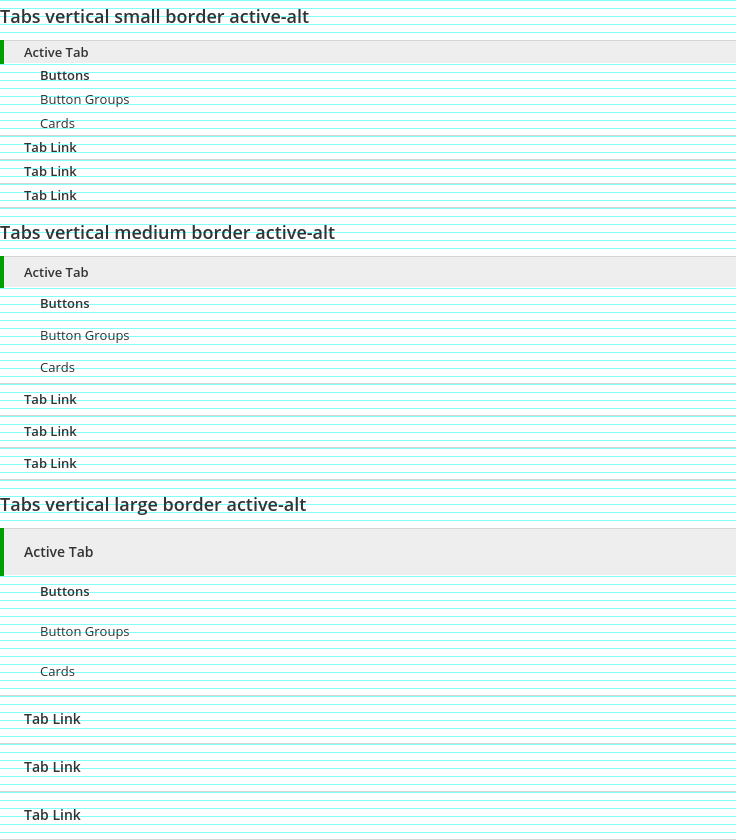 Tabs vertical small border active-alt
Active Tab
Buttons
Button Groups
Cards
Tab Link
Tab Link
Tab Link
Tabs vertical medium border active-alt
Active Tab
Buttons
Button Groups
Cards
Tab Link
Tab Link
Tab Link
Tabs vertical large border active-alt
Active Tab
Buttons
Button Groups
Cards
Tab Link
Tab Link
Tab Link